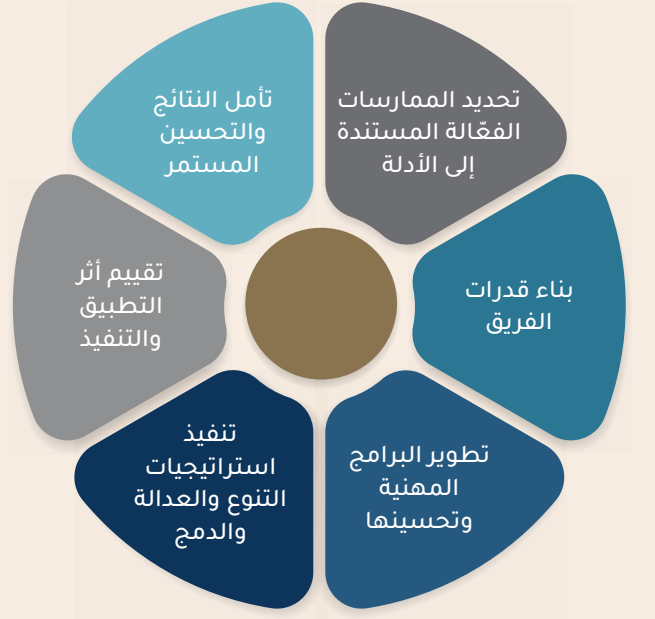 تحديد الممارسات
الفعّالة المستندة
إلى الأدلة
بناء قدرات
الفريق
تطوير البرامج
المهنية
وتحسينها
تنفيذ
استراتيجيات
التنوع والعدالة
والدمج
تقييم أثر
التطبيق
والتنفيذ
تأمل النتائج
والتحسين
المستمر